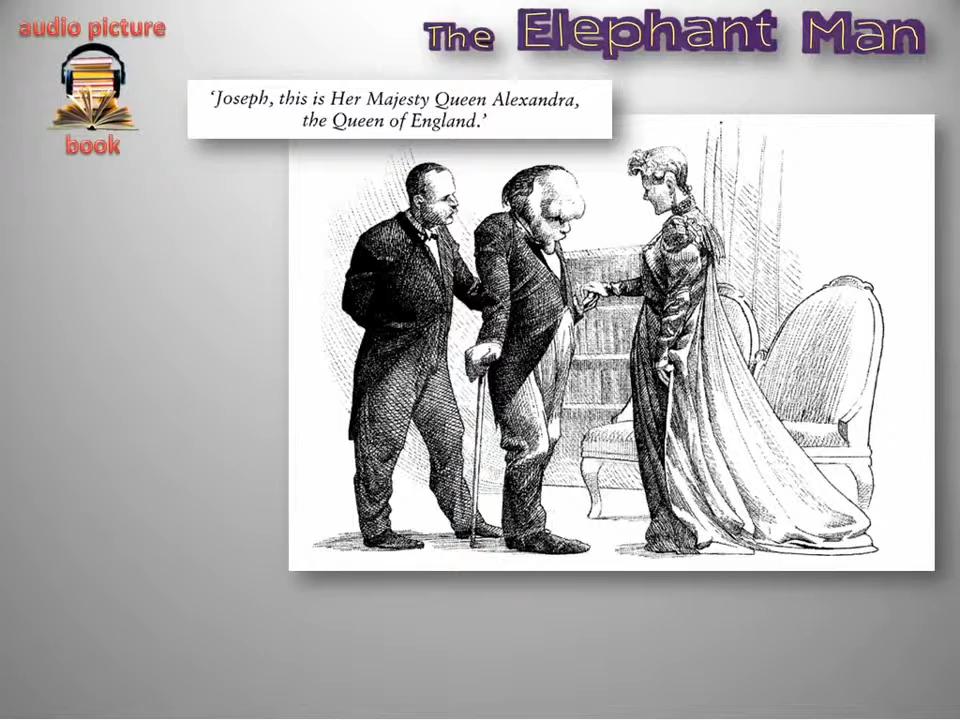 audio picture
book
The Elephant Man
‘Joseph, this is Her Majesty Queen Alexandra,
the Queen of England.’